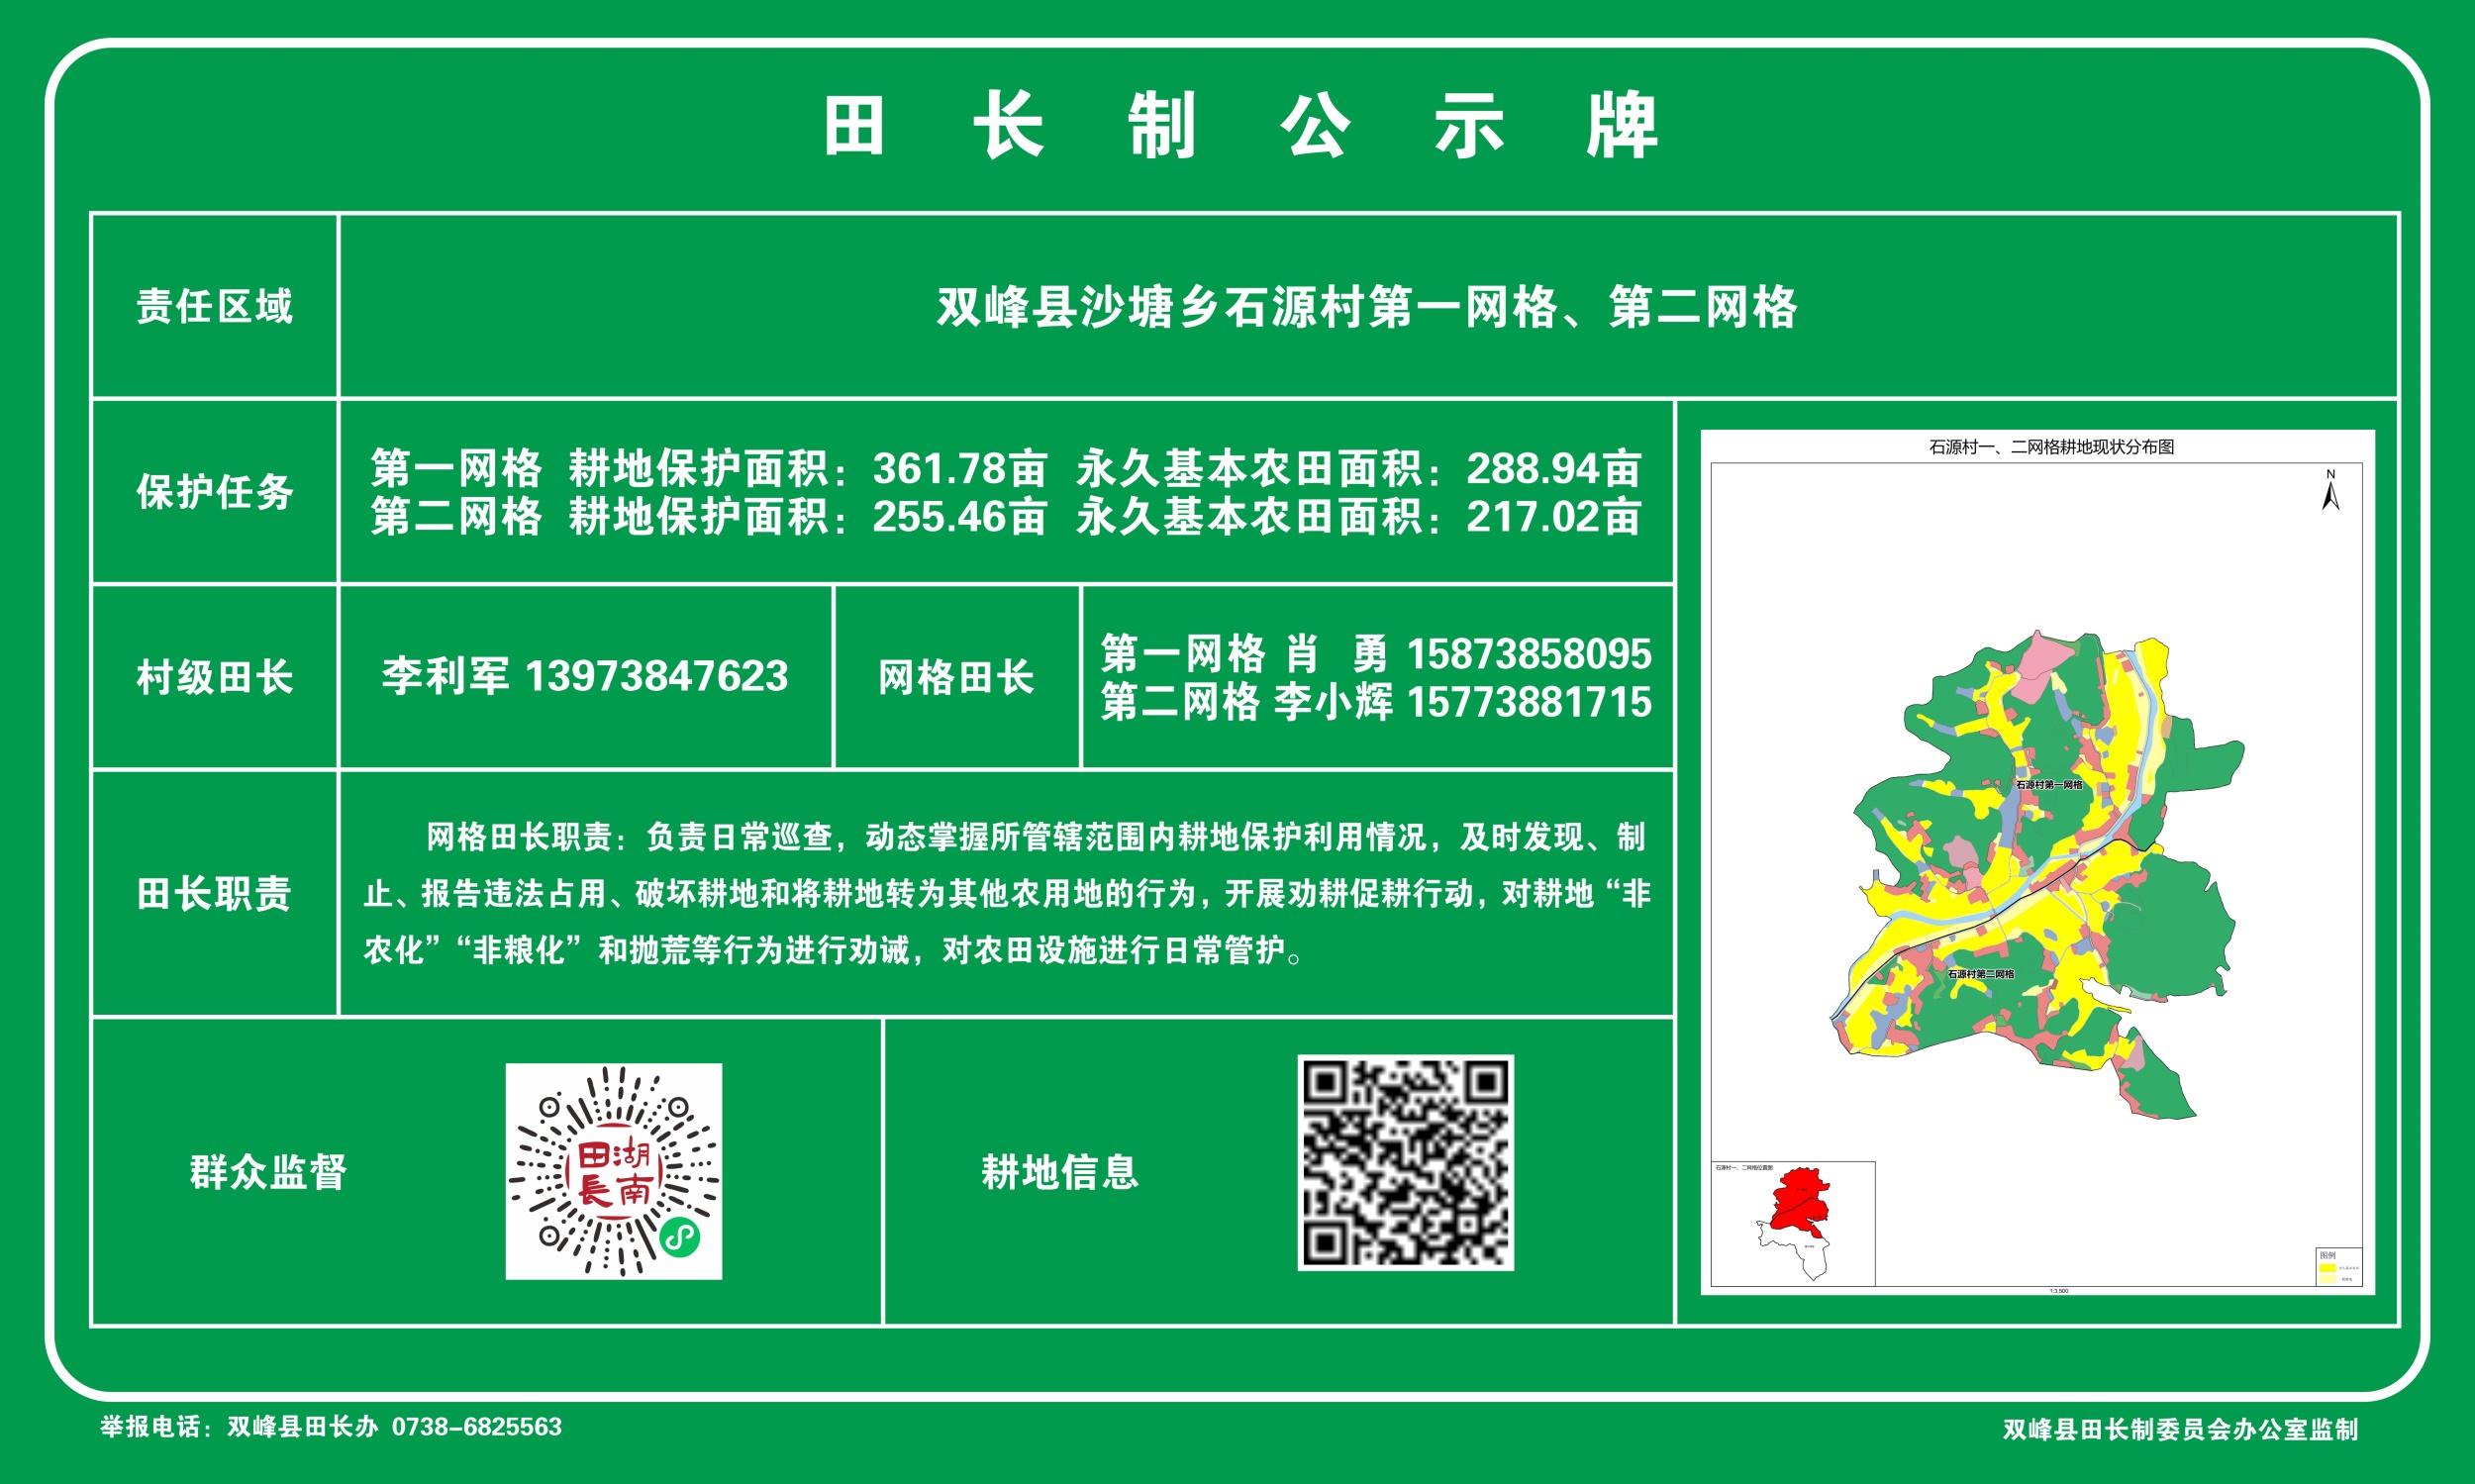 田长制公示牌
责任区域
双峰县沙塘乡石源村第一网格、第二网格
保护任务
第一网格 耕地保护面积：361.78亩 永久基本农田面积：288.94亩
第二网格 耕地保护面积：255.46亩 永久基本农田面积：217.02亩
村级田长
李利军 13973847623
网格田长
第一网格 肖 勇 15873858095
第二网格 李小辉 15773881715
田长职责
网格田长职责：负责日常巡查，动态掌握所管辖范围内耕地保护利用情况，及时发现、制
止、报告违法占用、破坏耕地和将耕地转为其他农用地的行为，开展劝耕促耕行动，对耕地“非
农化”“非粮化”和抛荒等行为进行劝诫，对农田设施进行日常管护。
群众监督
湖南
田長
耕地信息
石源村一、二网格耕地现状分布图
N
石源村第一网格
石源村第二网格
石源村一、二网格位置图
图例
1:3,500
举报电话：双峰县田长办 0738-6825563
双峰县田长制委员会办公室监制